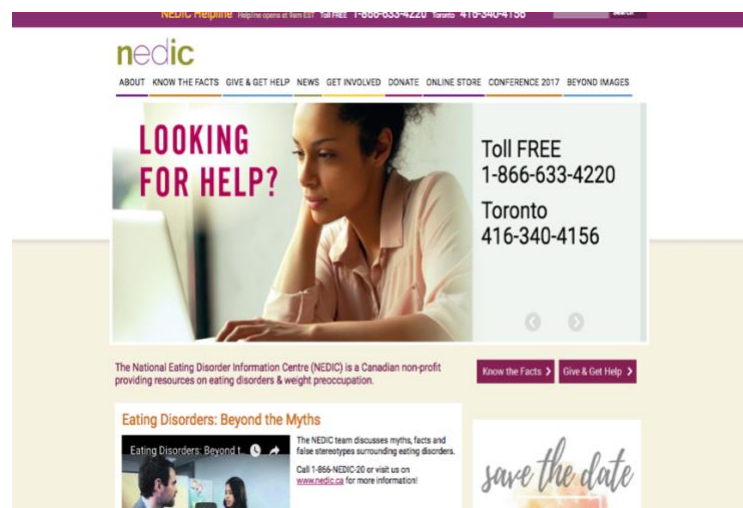 NEDIC Helpline Helpline opens at 9am EST Toll FREE 1-866-633-4220 Toronto 416-340-4156
nedic
ABOUT KNOW THE FACTS GIVE & GET HELP NEWS GET INVOLVED DONATE ONLINE STORE CONFERENCE 2017 BEYOND IMAGES
LOOKING
FOR HELP?
Toll FREE
1-866-633-4220
Toronto
416-340-4156
The National Eating Disorder Information Centre (NEDIC) is a Canadian non-profit
providing resources on eating disorders & weight preoccupation.
Know the Facts Give & Get Help
Eating Disorders: Beyond the Myths
Eating Disorders: Beyond t...
The NEDIC team discusses myths, facts and
false stereotypes surrounding eating disorders.
Call 1-866-NEDIC-20 or visit us on
www.nedic.ca for more information!
save the date